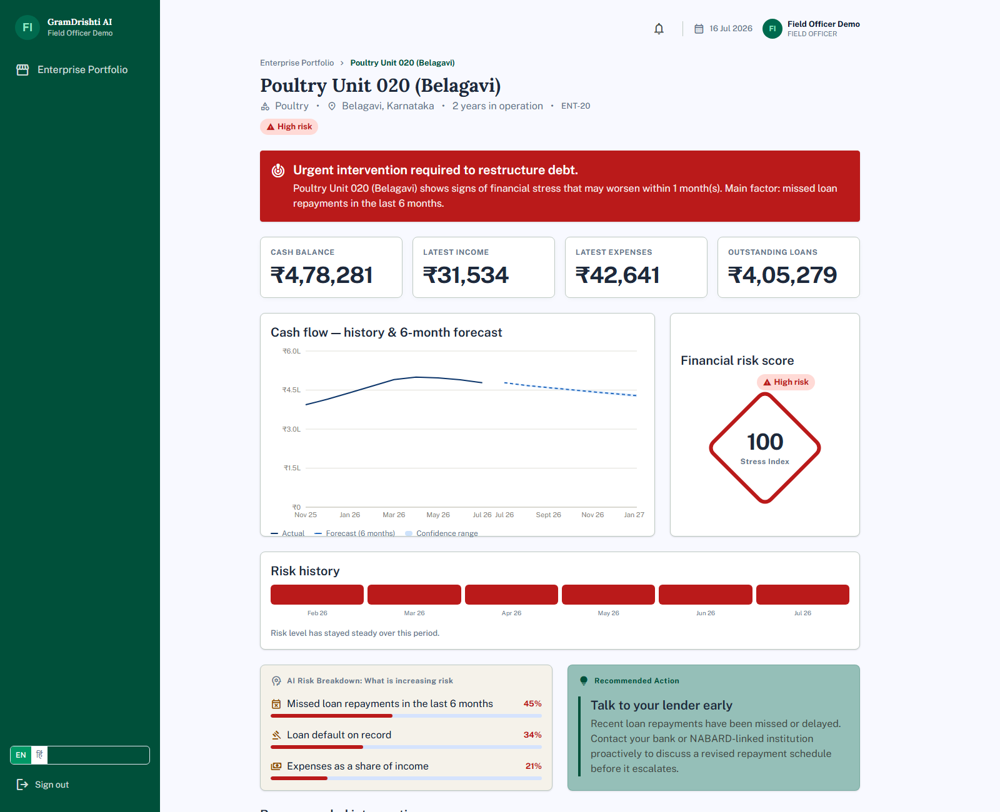 FI
GramDrishti AI
Field Officer Demo
Enterprise Portfolio
EN
हिं
Sign out
16 Jul 2026
FI
Field Officer Demo
FIELD OFFICER
Enterprise Portfolio › Poultry Unit 020 (Belagavi)
Poultry Unit 020 (Belagavi)
Poultry • Belagavi, Karnataka • 2 years in operation • ENT-20
High risk
Urgent intervention required to restructure debt.
Poultry Unit 020 (Belagavi) shows signs of financial stress that may worsen within 1 month(s). Main factor: missed loan
repayments in the last 6 months.
CASH BALANCE
₹4,78,281
LATEST INCOME
₹31,534
LATEST EXPENSES
₹42,641
OUTSTANDING LOANS
₹4,05,279
Cash flow — history & 6-month forecast
₹6.0L
₹4.5L
₹3.0L
₹1.5L
₹0
Nov 25 Jan 26 Mar 26 May 26 Jul 26 Jul 26 Sept 26 Nov 26 Jan 27
Actual Forecast (6 months) Confidence range
Financial risk score
High risk
100
Stress Index
Risk history
Feb 26 Mar 26 Apr 26 May 26 Jun 26 Jul 26
Risk level has stayed steady over this period.
AI Risk Breakdown: What is increasing risk
Missed loan repayments in the last 6 months 45%
Loan default on record 34%
Expenses as a share of income 21%
Recommended Action
Talk to your lender early
Recent loan repayments have been missed or delayed.
Contact your bank or NABARD-linked institution
proactively to discuss a revised repayment schedule
before it escalates.